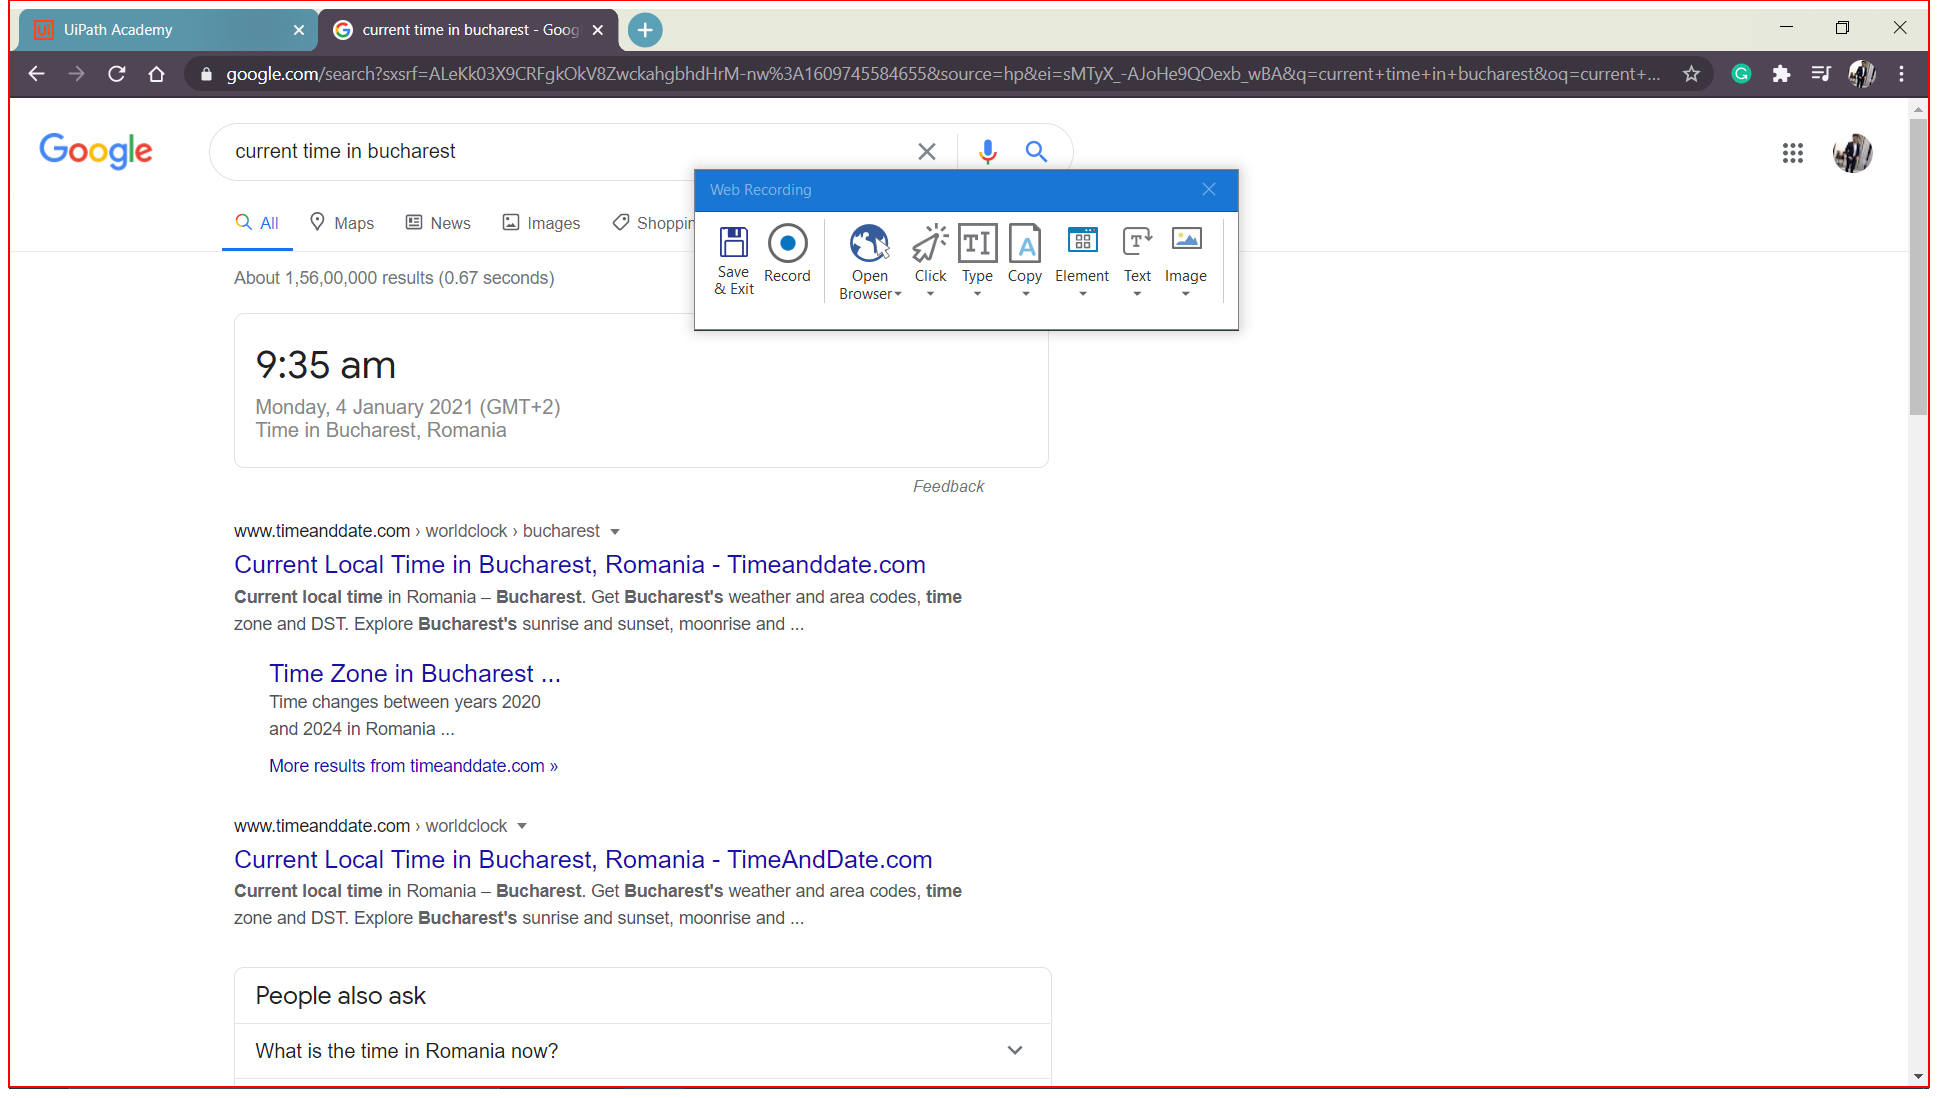 UiPath Academy
current time in bucharest - Goog
google.com/search?sxsrf=ALeKk03X9CRFgkOkV8ZwckahgbhdHrM-nw%3A1609745584655&source=hp&ei=sMTyX_-AJoHe9QOexb_wBA&q=current+time+in+bucharest&oq=current+...
Google
current time in bucharest
Web Recording
All
Maps
News
Images
Shoppin
Save & Exit
Record
Open Browser
Click
Type
Copy
Element
Text
Image
About 1,56,00,000 results (0.67 seconds)
9:35 am
Monday, 4 January 2021 (GMT+2)
Time in Bucharest, Romania
Feedback
www.timeanddate.com › worldclock › bucharest
Current Local Time in Bucharest, Romania - Timeanddate.com
Current local time in Romania – Bucharest. Get Bucharest's weather and area codes, time
zone and DST. Explore Bucharest's sunrise and sunset, moonrise and ...
Time Zone in Bucharest ...
Time changes between years 2020
and 2024 in Romania ...
More results from timeanddate.com »
www.timeanddate.com › worldclock
Current Local Time in Bucharest, Romania - TimeAndDate.com
Current local time in Romania – Bucharest. Get Bucharest's weather and area codes, time
zone and DST. Explore Bucharest's sunrise and sunset, moonrise and ...
People also ask
What is the time in Romania now?